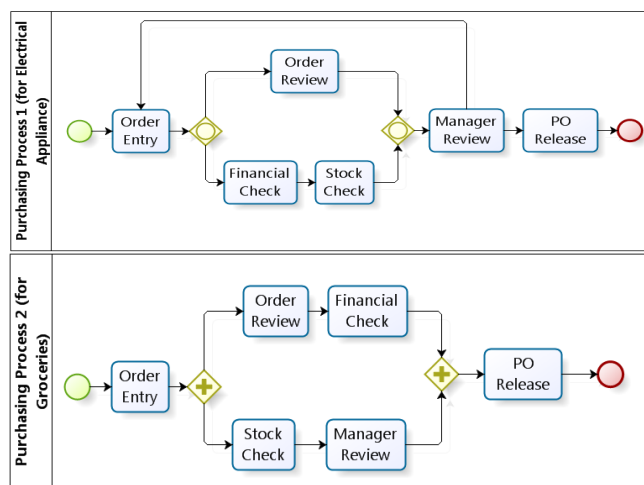 Purchasing Process 1 (for Electrical
Appliance)
Order
Entry
Order
Review
Financial
Check
Stock
Check
Manager
Review
PO
Release
Purchasing Process 2 (for
Groceries)
Order
Entry
Order
Review
Financial
Check
Stock
Check
Manager
Review
PO
Release